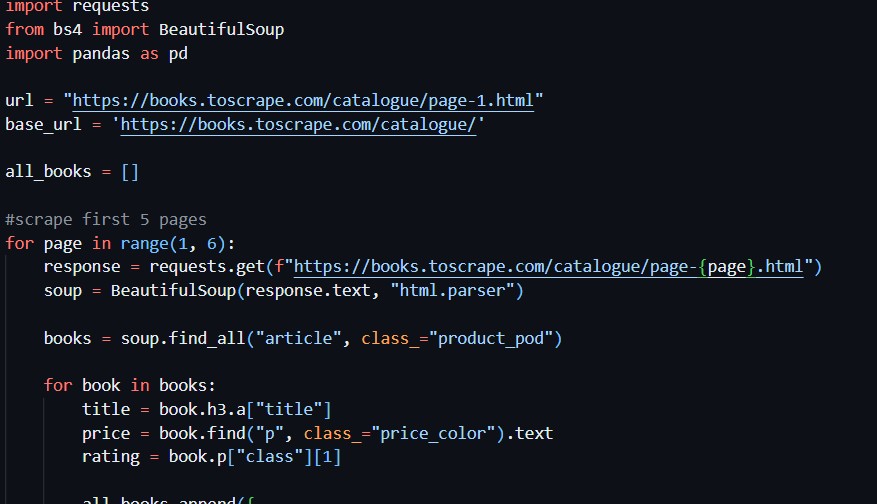 import requests
from bs4 import BeautifulSoup
import pandas as pd

url = "https://books.toscrape.com/catalogue/page-1.html"
base_url = 'https://books.toscrape.com/catalogue/'

all_books = []

#scrape first 5 pages
for page in range(1, 6):
    response = requests.get(f"https://books.toscrape.com/catalogue/page-{page}.html")
    soup = BeautifulSoup(response.text, "html.parser")

    books = soup.find_all("article", class_="product_pod")

    for book in books:
        title = book.h3.a["title"]
        price = book.find("p", class_="price_color").text
        rating = book.p["class"][1]

        all_books.append({